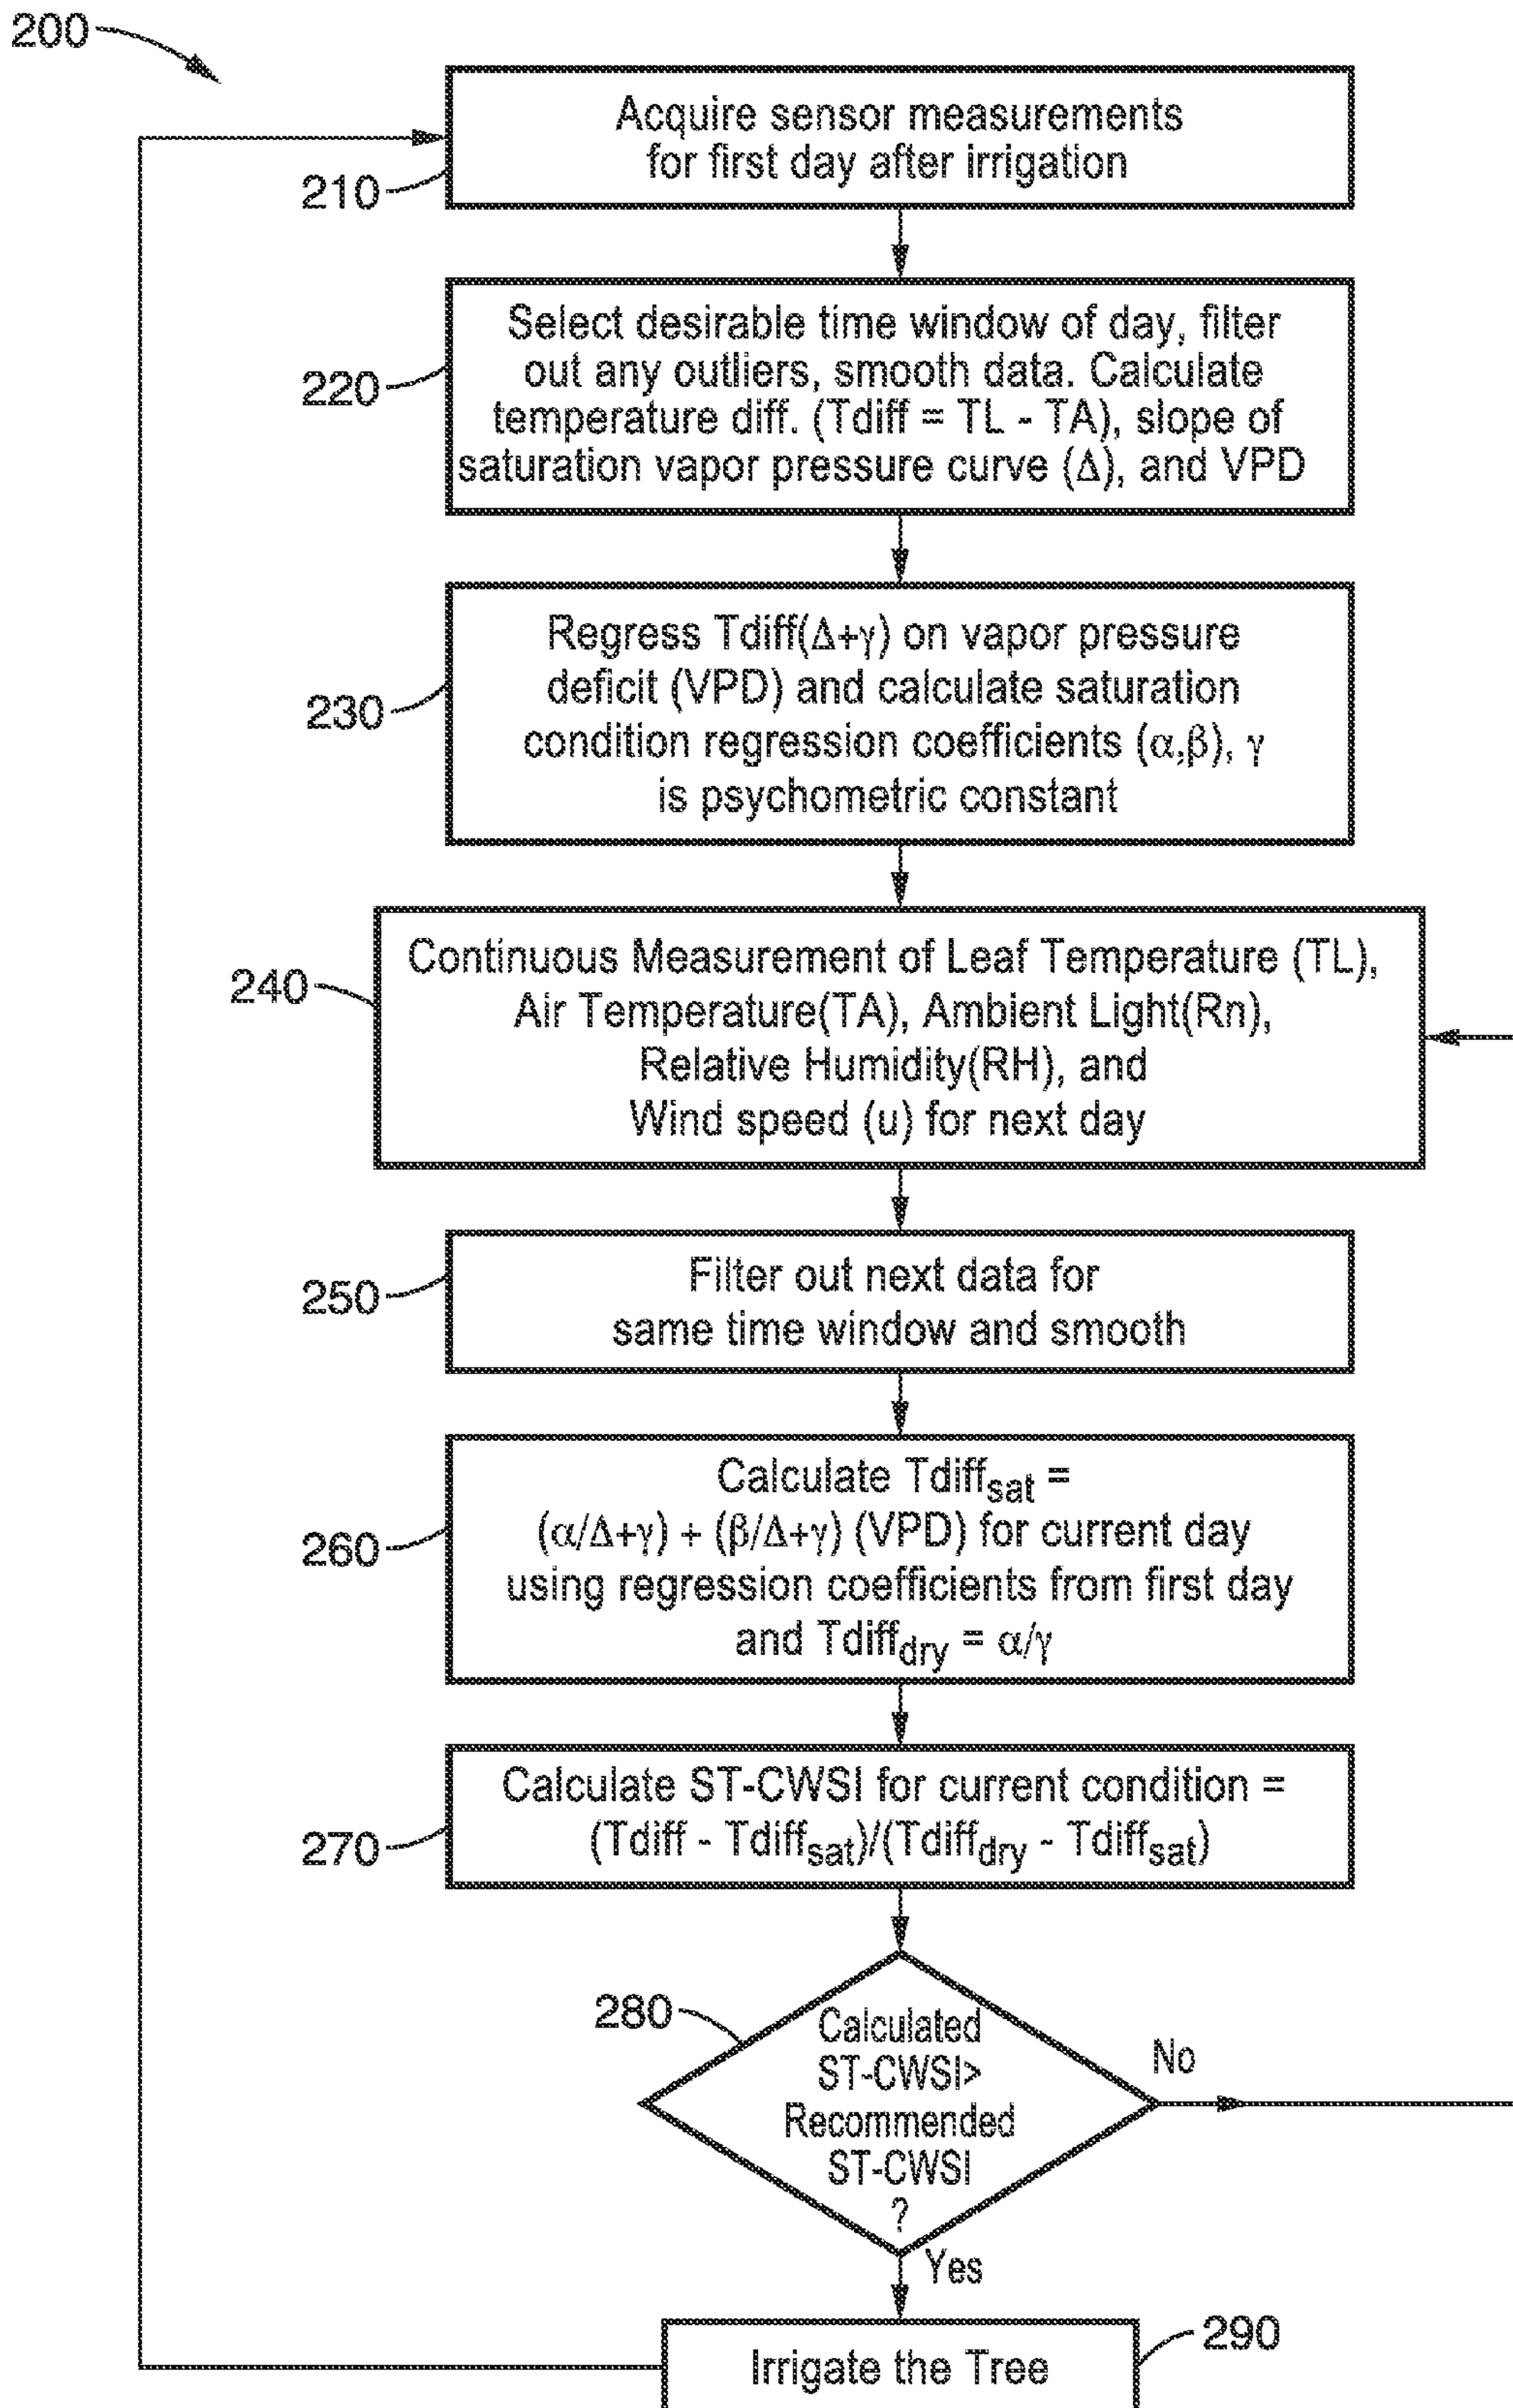 200
Acquire sensor measurements
for first day after irrigation
210
Select desirable time window of day, filter
out any outliers, smooth data. Calculate
temperature diff. (Tdiff = TL - TA), slope of
saturation vapor pressure curve (Δ), and VPD
220
Regress Tdiff(Δ+γ) on vapor pressure
deficit (VPD) and calculate saturation
condition regression coefficients (α,β), γ
is psychometric constant
230
Continuous Measurement of Leaf Temperature (TL),
Air Temperature(TA), Ambient Light(Rn),
Relative Humidity(RH), and
Wind speed (u) for next day
240
Filter out next data for
same time window and smooth
250
Calculate Tdiffsat =
(α/Δ+γ) + (β/Δ+γ) (VPD) for current day
using regression coefficients from first day
and Tdiffdry = α/γ
260
Calculate ST-CWSI for current condition =
(Tdiff - Tdiffsat)/(Tdiffdry - Tdiffsat)
270
280
Calculated
ST-CWSI>
Recommended
ST-CWSI
?
No
Yes
290
Irrigate the Tree